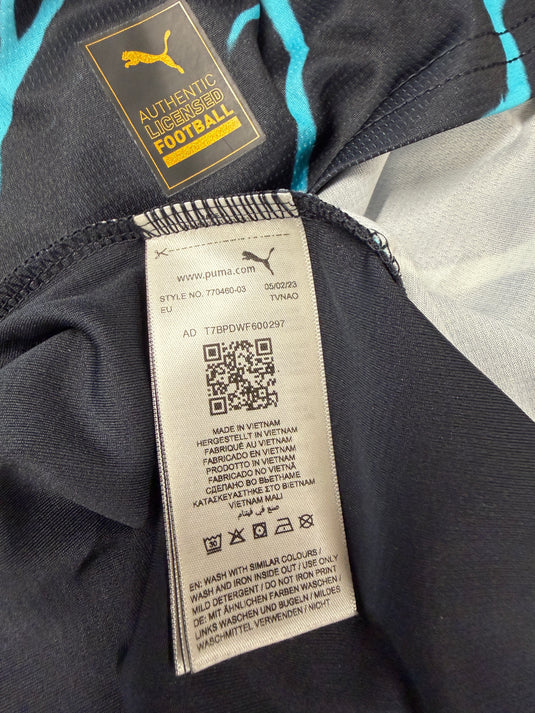 AUTHENTIC
LICENSED
FOOTBALL
www.puma.com
STYLE NO. 770460-03 05/02/23
EU TVNAO
AD T7BPDWF600297
MADE IN VIETNAM
HERGESTELLT IN VIETNAM
FABRIQUÉ AU VIETNAM
FABRICADO EN VIETNAM
PRODOTTO IN VIETNAM
FABRICADO NO VIETNÃ
СДЕЛАНО ВО ВЬЕТНАМЕ
ΚΑΤΑΣΚΕΥΑΣΤΗΚΕ ΣΤΟ ΒΙΕΤΝΑΜ
VIETNAM MALI
صنع في فيتنام
30
EN: WASH WITH SIMILAR COLOURS /
WASH AND IRON INSIDE OUT / USE ONLY
MILD DETERGENT / DO NOT IRON PRINT
DE: MIT ÄHNLICHEN FARBEN WASCHEN /
LINKS WASCHEN UND BÜGELN / MILDES
WASCHMITTEL VERWENDEN / NICHT